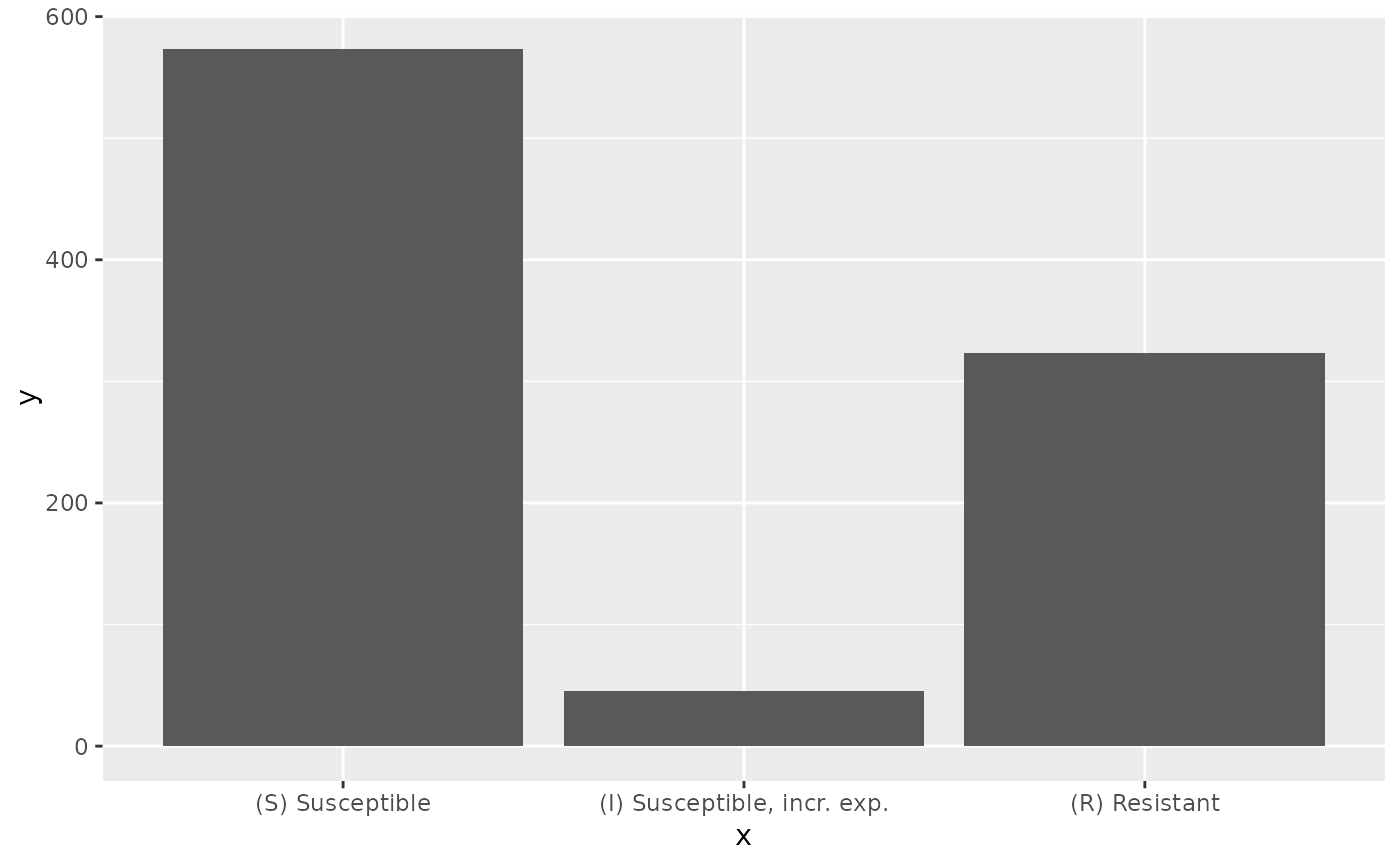 600
400
200
0
y
(S) Susceptible
(I) Susceptible, incr. exp.
(R) Resistant
x